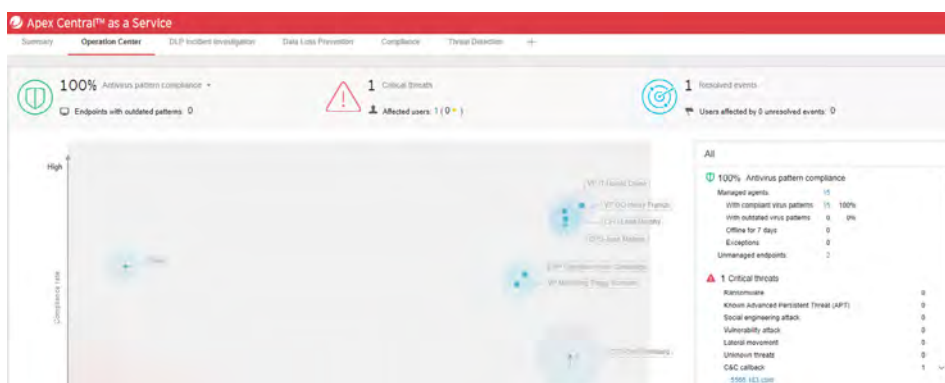 Apex Central™ as a Service
Summary Operation Center DLP Incident Investigation Data Loss Prevention Compliance Threat Detection +
100% Antivirus pattern compliance
Endpoints with outdated patterns: 0
1 Critical threats
Affected users: 1 ( 0 )
1 Resolved events
Users affected by 0 unresolved events: 0
High
Compliance rate
All
100% Antivirus pattern compliance
Managed agents 15
With compliant virus patterns 15 100%
With outdated virus patterns 0 0%
Offline for 7 days 0
Exceptions 0
Unmanaged endpoints 2
1 Critical threats
Ransomware 0
Known Advanced Persistent Threat (APT) 0
Social engineering attack 0
Vulnerability attack 0
Lateral movement 0
Unknown threats 0
C&C callback 1